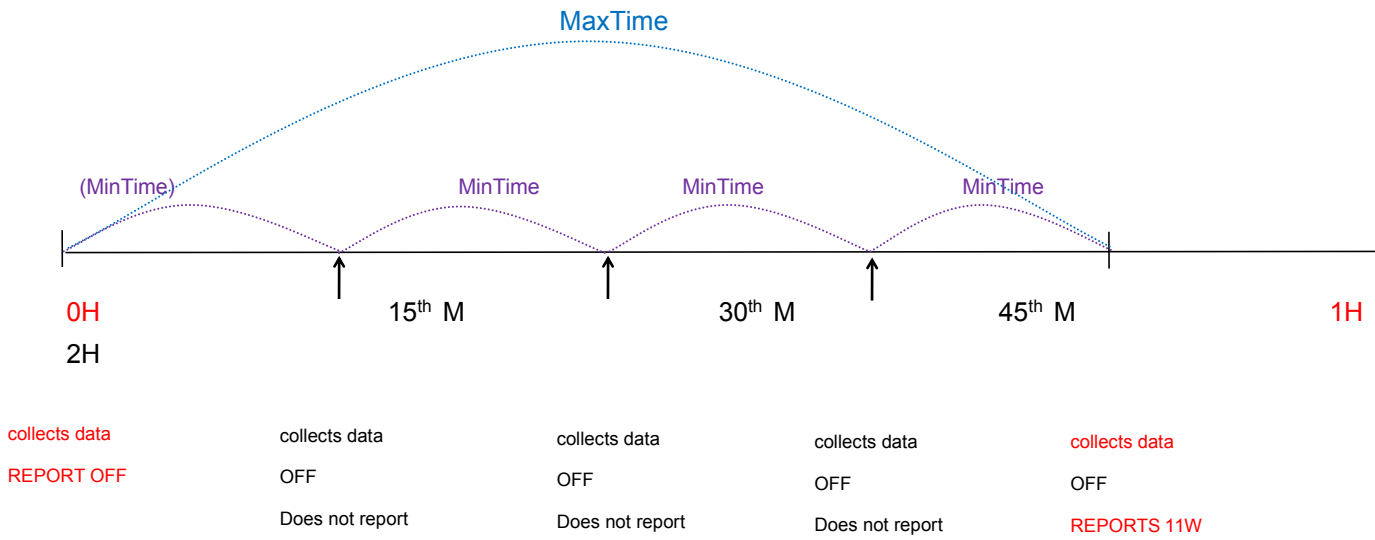 MaxTime
(MinTime) MinTime MinTime MinTime
0H 15th M 30th M 45th M 1H
2H
collects data collects data collects data collects data collects data
REPORT OFF OFF OFF OFF OFF
Does not report Does not report Does not report REPORTS 11W